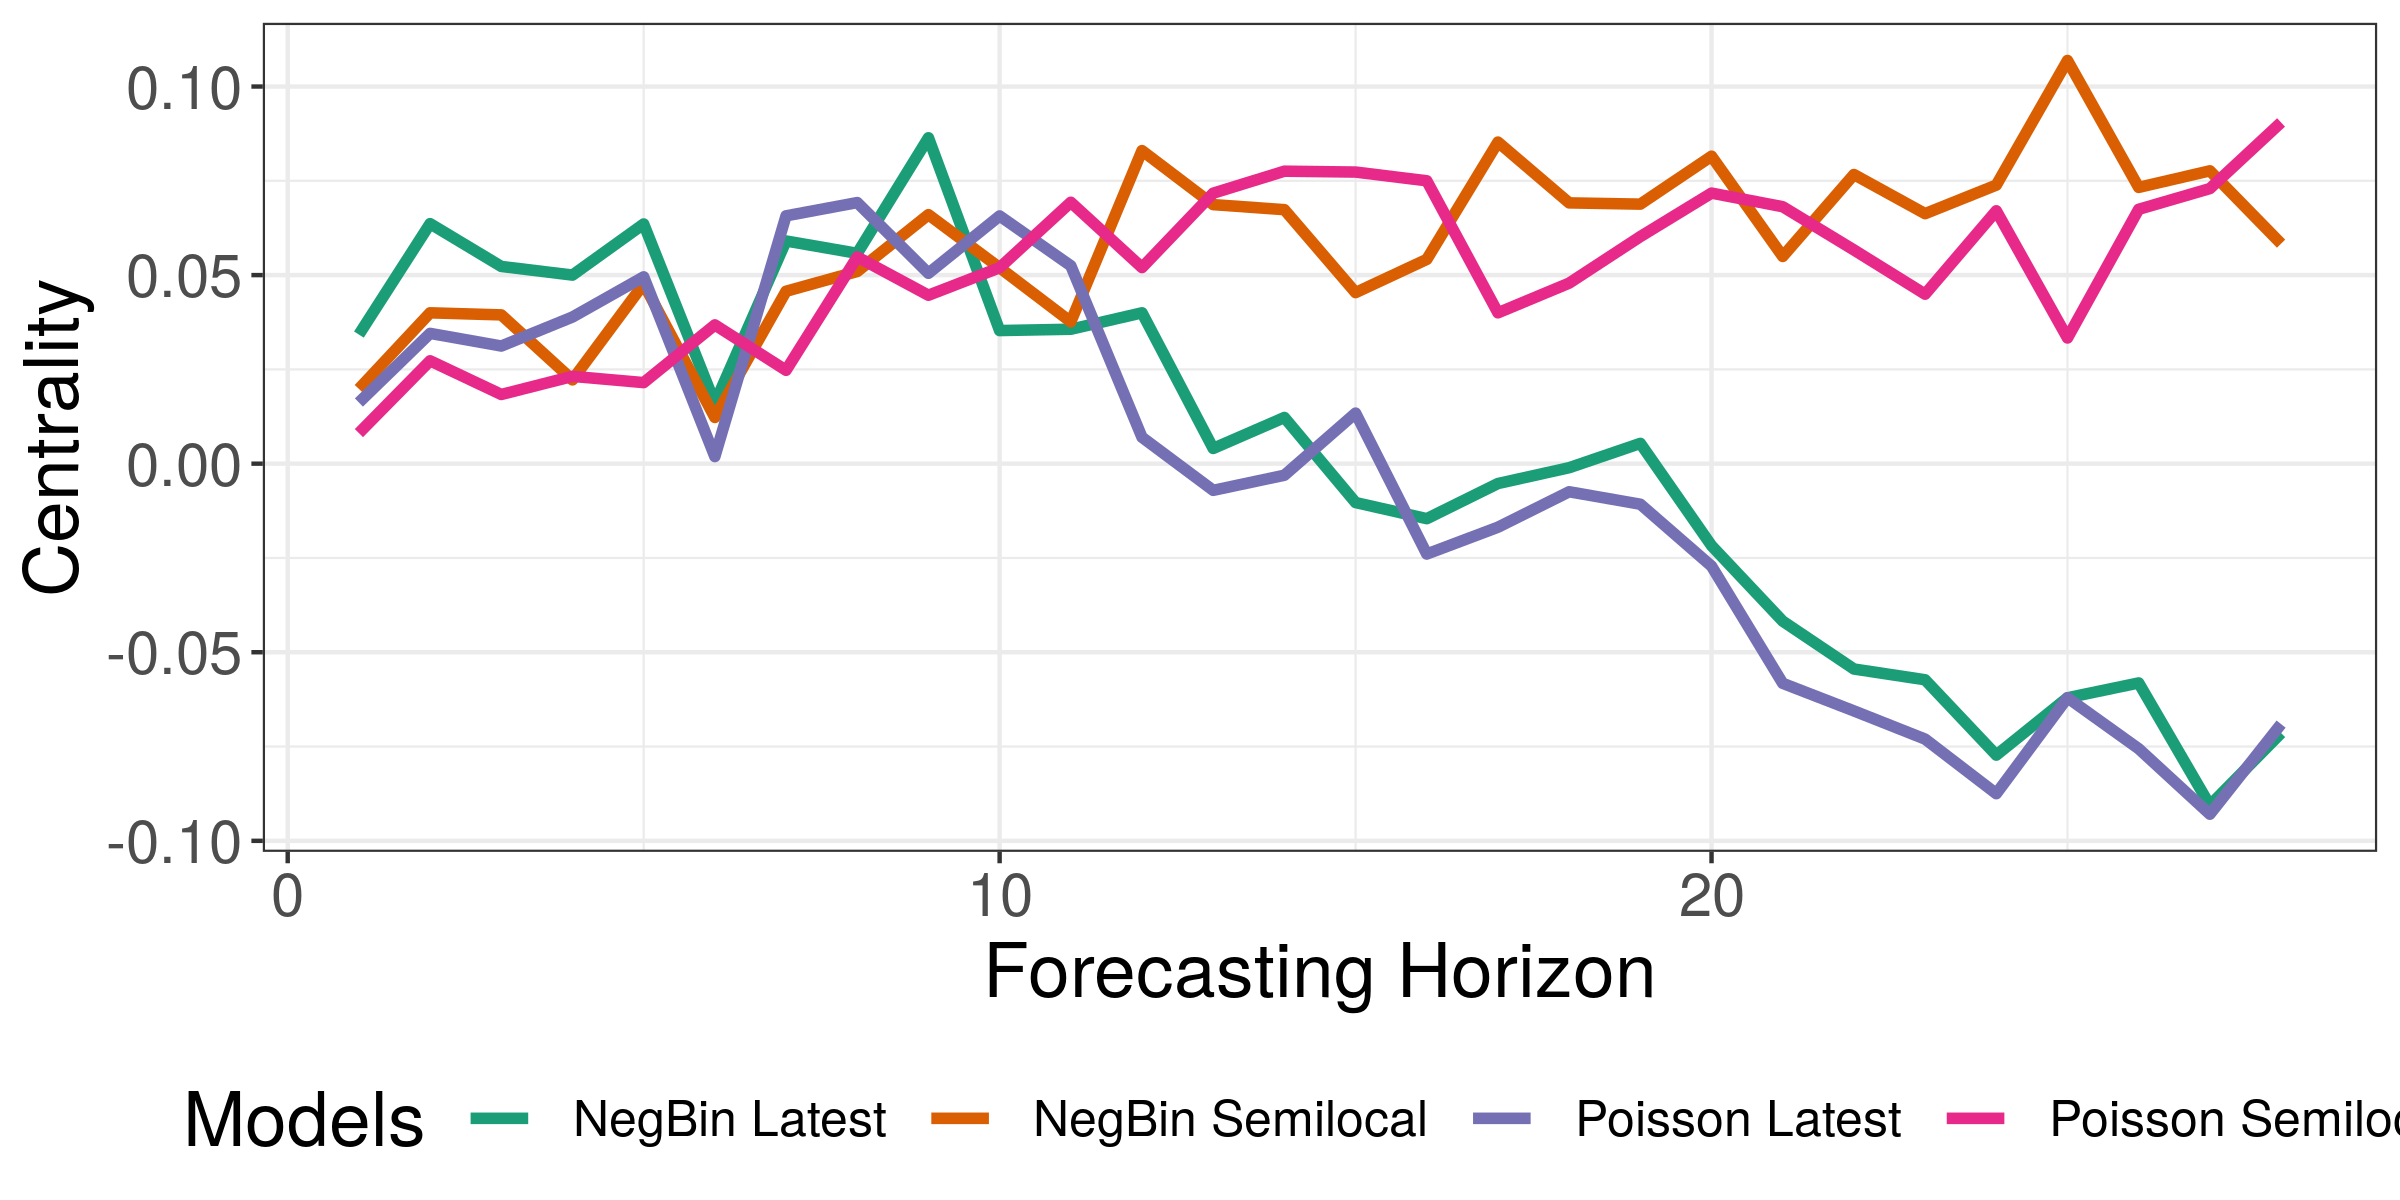 0.10
0.05
0.00
-0.05
-0.10
Centrality
0 10 20
Forecasting Horizon
Models NegBin Latest NegBin Semilocal Poisson Latest Poisson